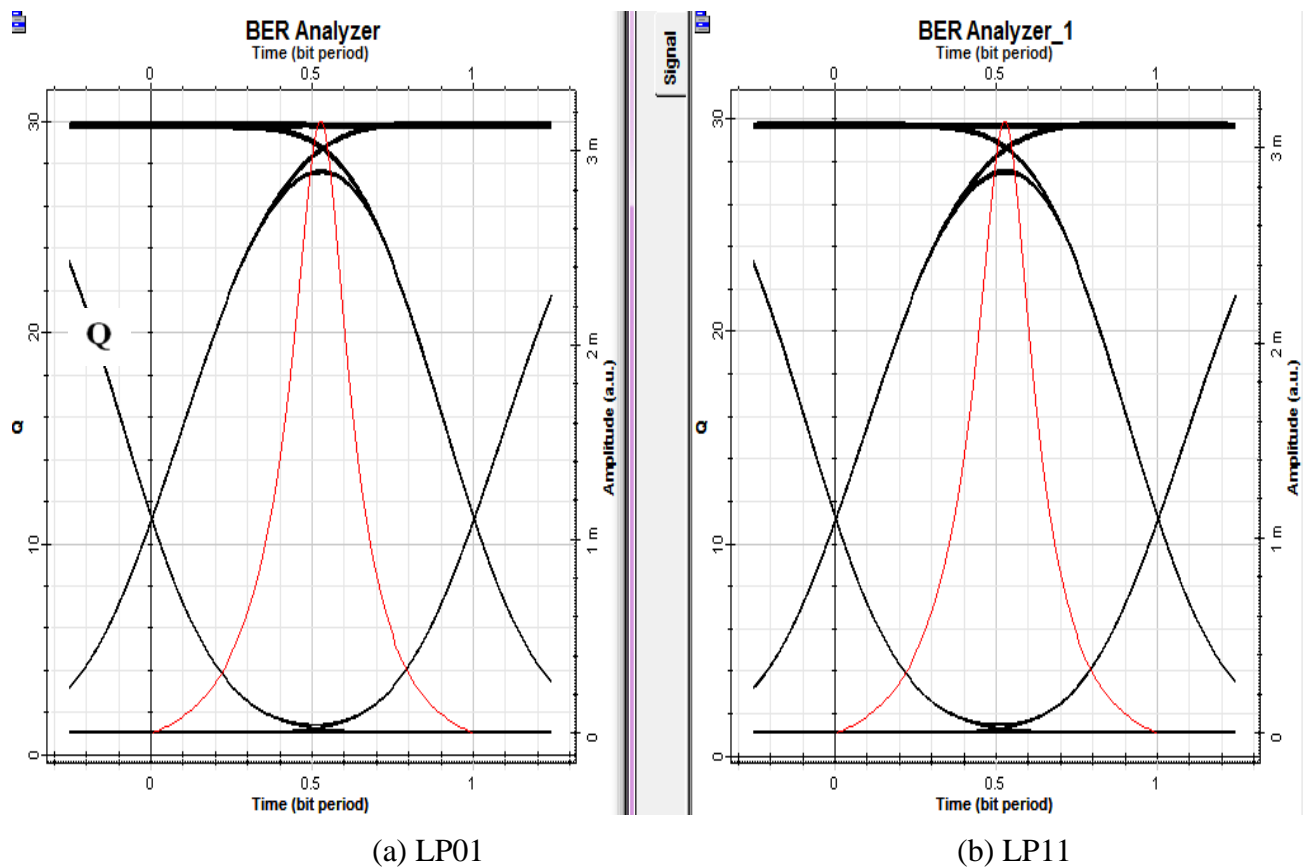 BER Analyzer
Time (bit period)
0 0.5 1
30
20
10
0
Q
Q
3 m
2 m
1 m
0
Amplitude (a.u.)
0 0.5 1
Time (bit period)
Signal
BER Analyzer_1
Time (bit period)
0 0.5 1
30
20
10
0
Q
3 m
2 m
1 m
0
Amplitude (a.u.)
0 0.5 1
Time (bit period)
(a) LP01
(b) LP11